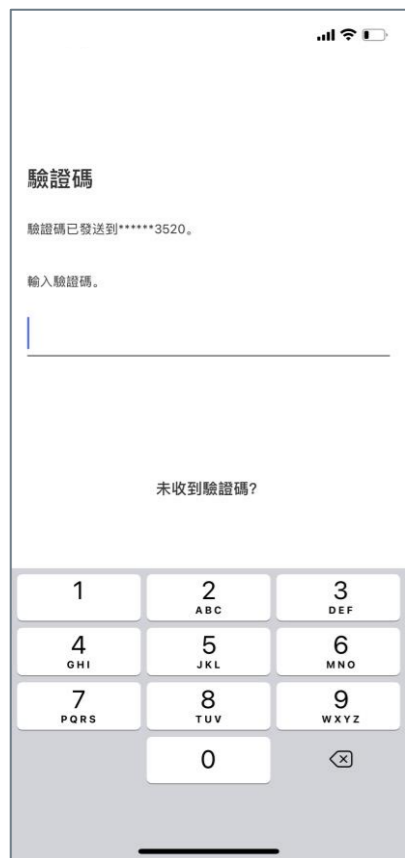 驗證碼
驗證碼已發送到******3520。
輸入驗證碼。
未收到驗證碼?
1
2
ABC
3
DEF
4
GHI
5
JKL
6
MNO
7
PQRS
8
TUV
9
WXYZ
0